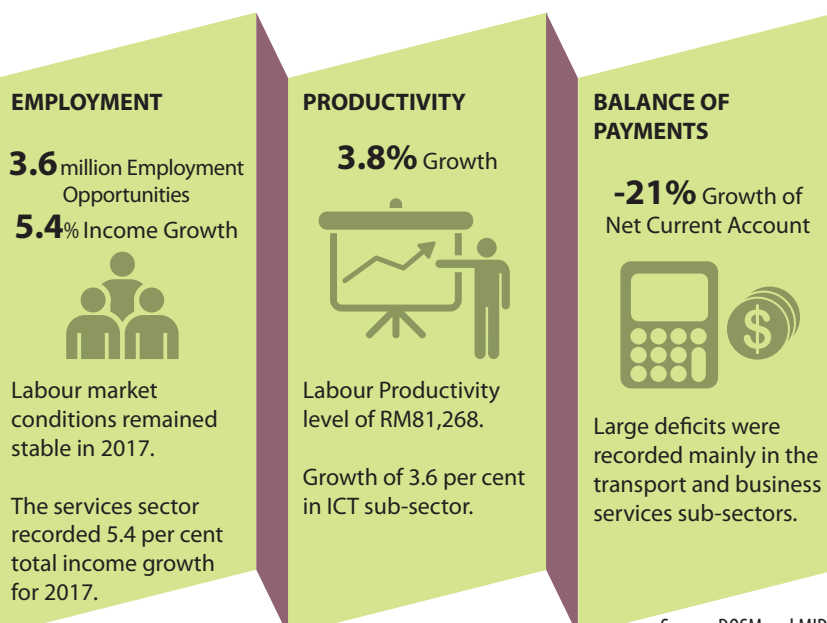 EMPLOYMENT
3.6 million Employment
Opportunities
5.4% Income Growth
Labour market
conditions remained
stable in 2017.
The services sector
recorded 5.4 per cent
total income growth
for 2017.
PRODUCTIVITY
3.8% Growth
Labour Productivity
level of RM81,268.
Growth of 3.6 per cent
in ICT sub-sector.
BALANCE OF
PAYMENTS
-21% Growth of
Net Current Account
$
Large deficits were
recorded mainly in the
transport and business
services sub-sectors.